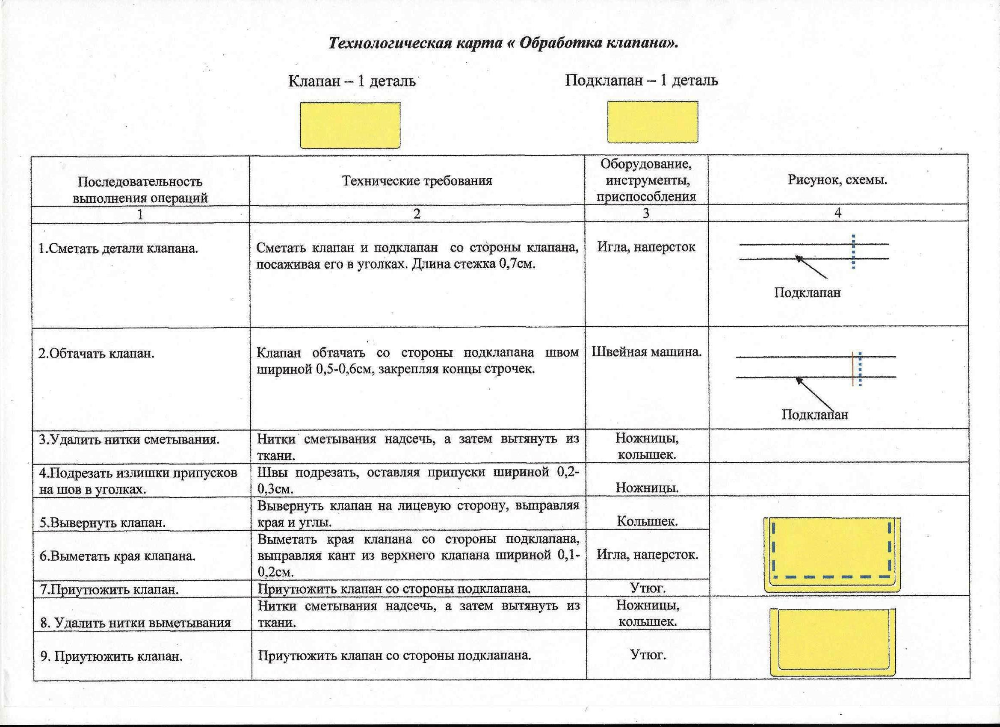 Технологическая карта « Обработка клапана».
Клапан – 1 деталь
Подклапан – 1 деталь
Последовательность
выполнения операций
Технические требования
Оборудование,
инструменты,
приспособления
Рисунок, схемы.
1
2
3
4
1.Сметать детали клапана.
Сметать клапан и подклапан со стороны клапана,
посаживая его в уголках. Длина стежка 0,7см.
Игла, наперсток
Подклапан
2.Обтачать клапан.
Клапан обтачать со стороны подклапана швом
шириной 0,5-0,6см, закрепляя концы строчек.
Швейная машина.
Подклапан
3.Удалить нитки сметывания.
Нитки сметывания надсечь, а затем вытянуть из
ткани.
Ножницы,
колышек.
4.Подрезать излишки припусков
на шов в уголках.
Швы подрезать, оставляя припуски шириной 0,2-
0,3см.
Ножницы.
5.Вывернуть клапан.
Вывернуть клапан на лицевую сторону, выправляя
края и углы.
Колышек.
6.Выметать края клапана.
Выметать края клапана со стороны подклапана,
выправляя кант из верхнего клапана шириной 0,1-
0,2см.
Игла, наперсток.
7.Приутюжить клапан.
Приутюжить клапан со стороны подклапана.
Утюг.
8. Удалить нитки выметывания
Нитки сметывания надсечь, а затем вытянуть из
ткани.
Ножницы,
колышек.
9. Приутюжить клапан.
Приутюжить клапан со стороны подклапана.
Утюг.